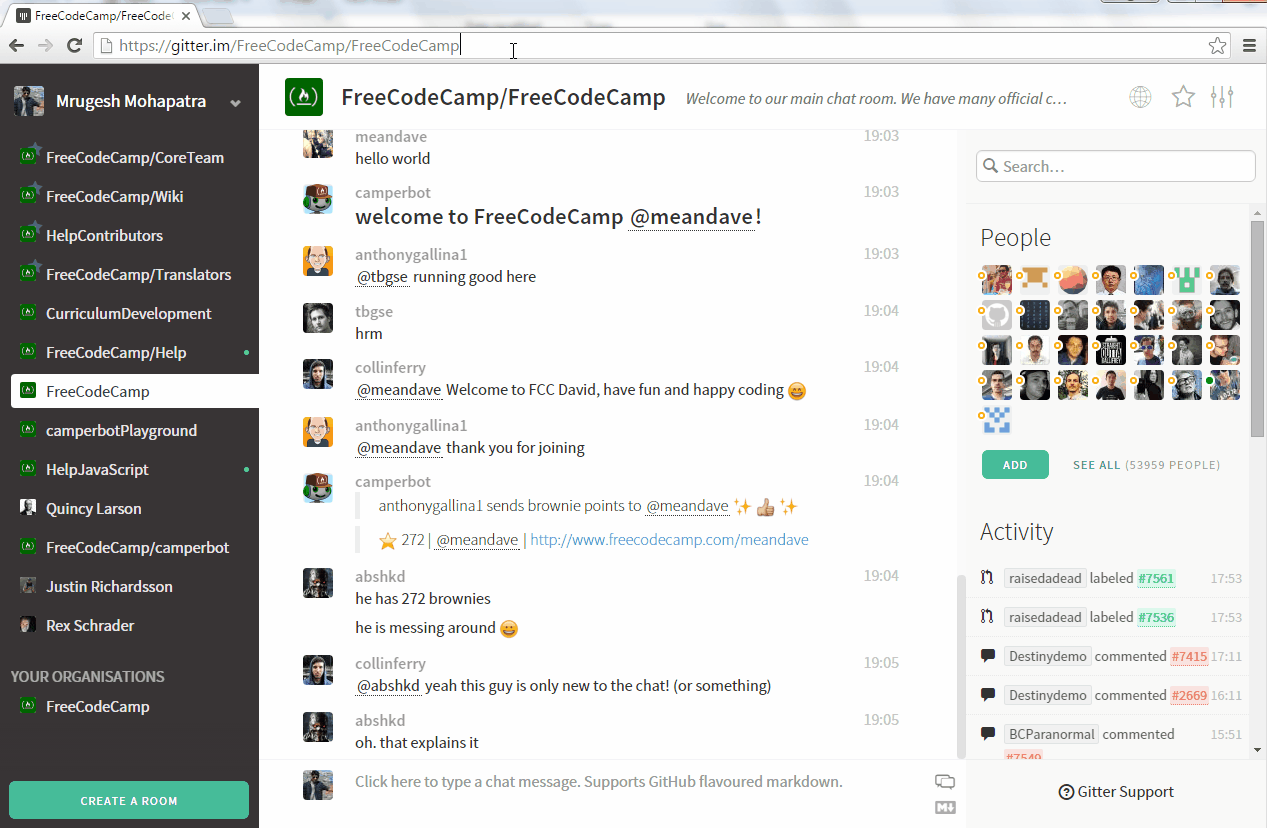 FreeCodeCamp/FreeCode
https://gitter.im/FreeCodeCamp/FreeCodeCamp
Mrugesh Mohapatra
FreeCodeCamp/CoreTeam
FreeCodeCamp/Wiki
HelpContributors
FreeCodeCamp/Translators
CurriculumDevelopment
FreeCodeCamp/Help
FreeCodeCamp
camperbotPlayground
HelpJavaScript
Quincy Larson
FreeCodeCamp/camperbot
Justin Richardsson
Rex Schrader
YOUR ORGANISATIONS
FreeCodeCamp
CREATE A ROOM
FreeCodeCamp/FreeCodeCamp
Welcome to our main chat room. We have many official c…
meandave 19:03
hello world
camperbot 19:03
welcome to FreeCodeCamp @meandave!
anthonygallina1 19:03
@tbgse running good here
tbgse 19:04
hrm
collinferry 19:04
@meandave Welcome to FCC David, have fun and happy coding 😄
anthonygallina1 19:04
@meandave thank you for joining
camperbot 19:04
anthonygallina1 sends brownie points to @meandave ✨ 👍 ✨
⭐ 272 | @meandave | http://www.freecodecamp.com/meandave
abshkd 19:04
he has 272 brownies
he is messing around 😀
collinferry 19:05
@abshkd yeah this guy is only new to the chat! (or something)
abshkd 19:05
oh. that explains it
Click here to type a chat message. Supports GitHub flavoured markdown.
Search…
People
STRAIGHT OUTTA
ADD SEE ALL (53959 PEOPLE)
Activity
raisedadead labeled #7561 17:53
raisedadead labeled #7536 17:53
Destinydemo commented #7415 17:11
Destinydemo commented #2669 16:11
BCParanormal commented 15:51
#7549
Gitter Support